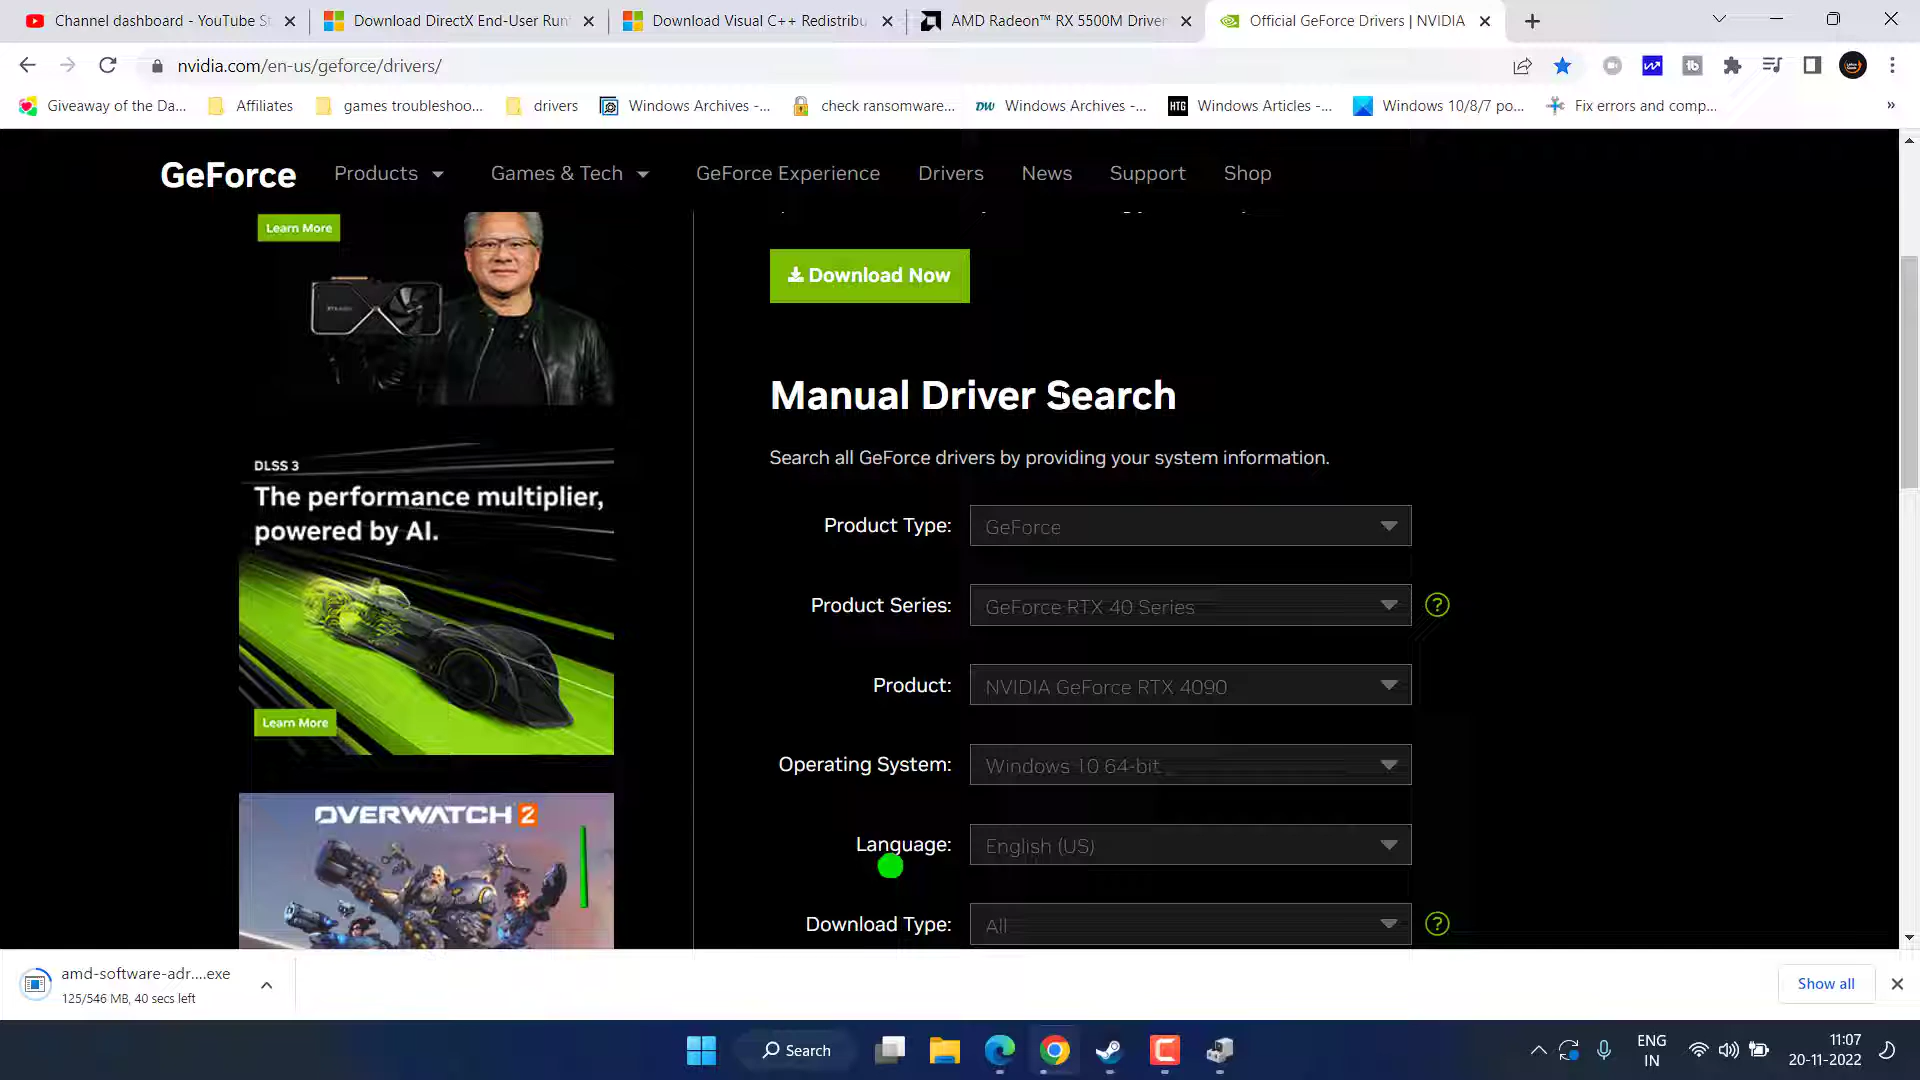 Channel dashboard - YouTube St
Download DirectX End-User Runt
Download Visual C++ Redistribu
AMD Radeon™ RX 5500M Driver
Official GeForce Drivers | NVIDIA
nvidia.com/en-us/geforce/drivers/
Giveaway of the Da...
Affiliates
games troubleshoo...
drivers
Windows Archives -...
check ransomware...
DW
Windows Archives -...
HTG
Windows Articles -...
Windows 10/8/7 po...
Fix errors and comp...
»
GeForce
Products
Games & Tech
GeForce Experience
Drivers
News
Support
Shop
Learn More
Download Now
Manual Driver Search
Search all GeForce drivers by providing your system information.
DLSS 3
The performance multiplier,
powered by AI.
Learn More
Product Type:
GeForce
Product Series:
GeForce RTX 40 Series
?
Product:
NVIDIA GeForce RTX 4090
Operating System:
Windows 10 64-bit
OVERWATCH 2
Language:
English (US)
Download Type:
All
?
amd-software-adr....exe
125/546 MB, 40 secs left
Show all
Search
ENG
IN
11:07
20-11-2022